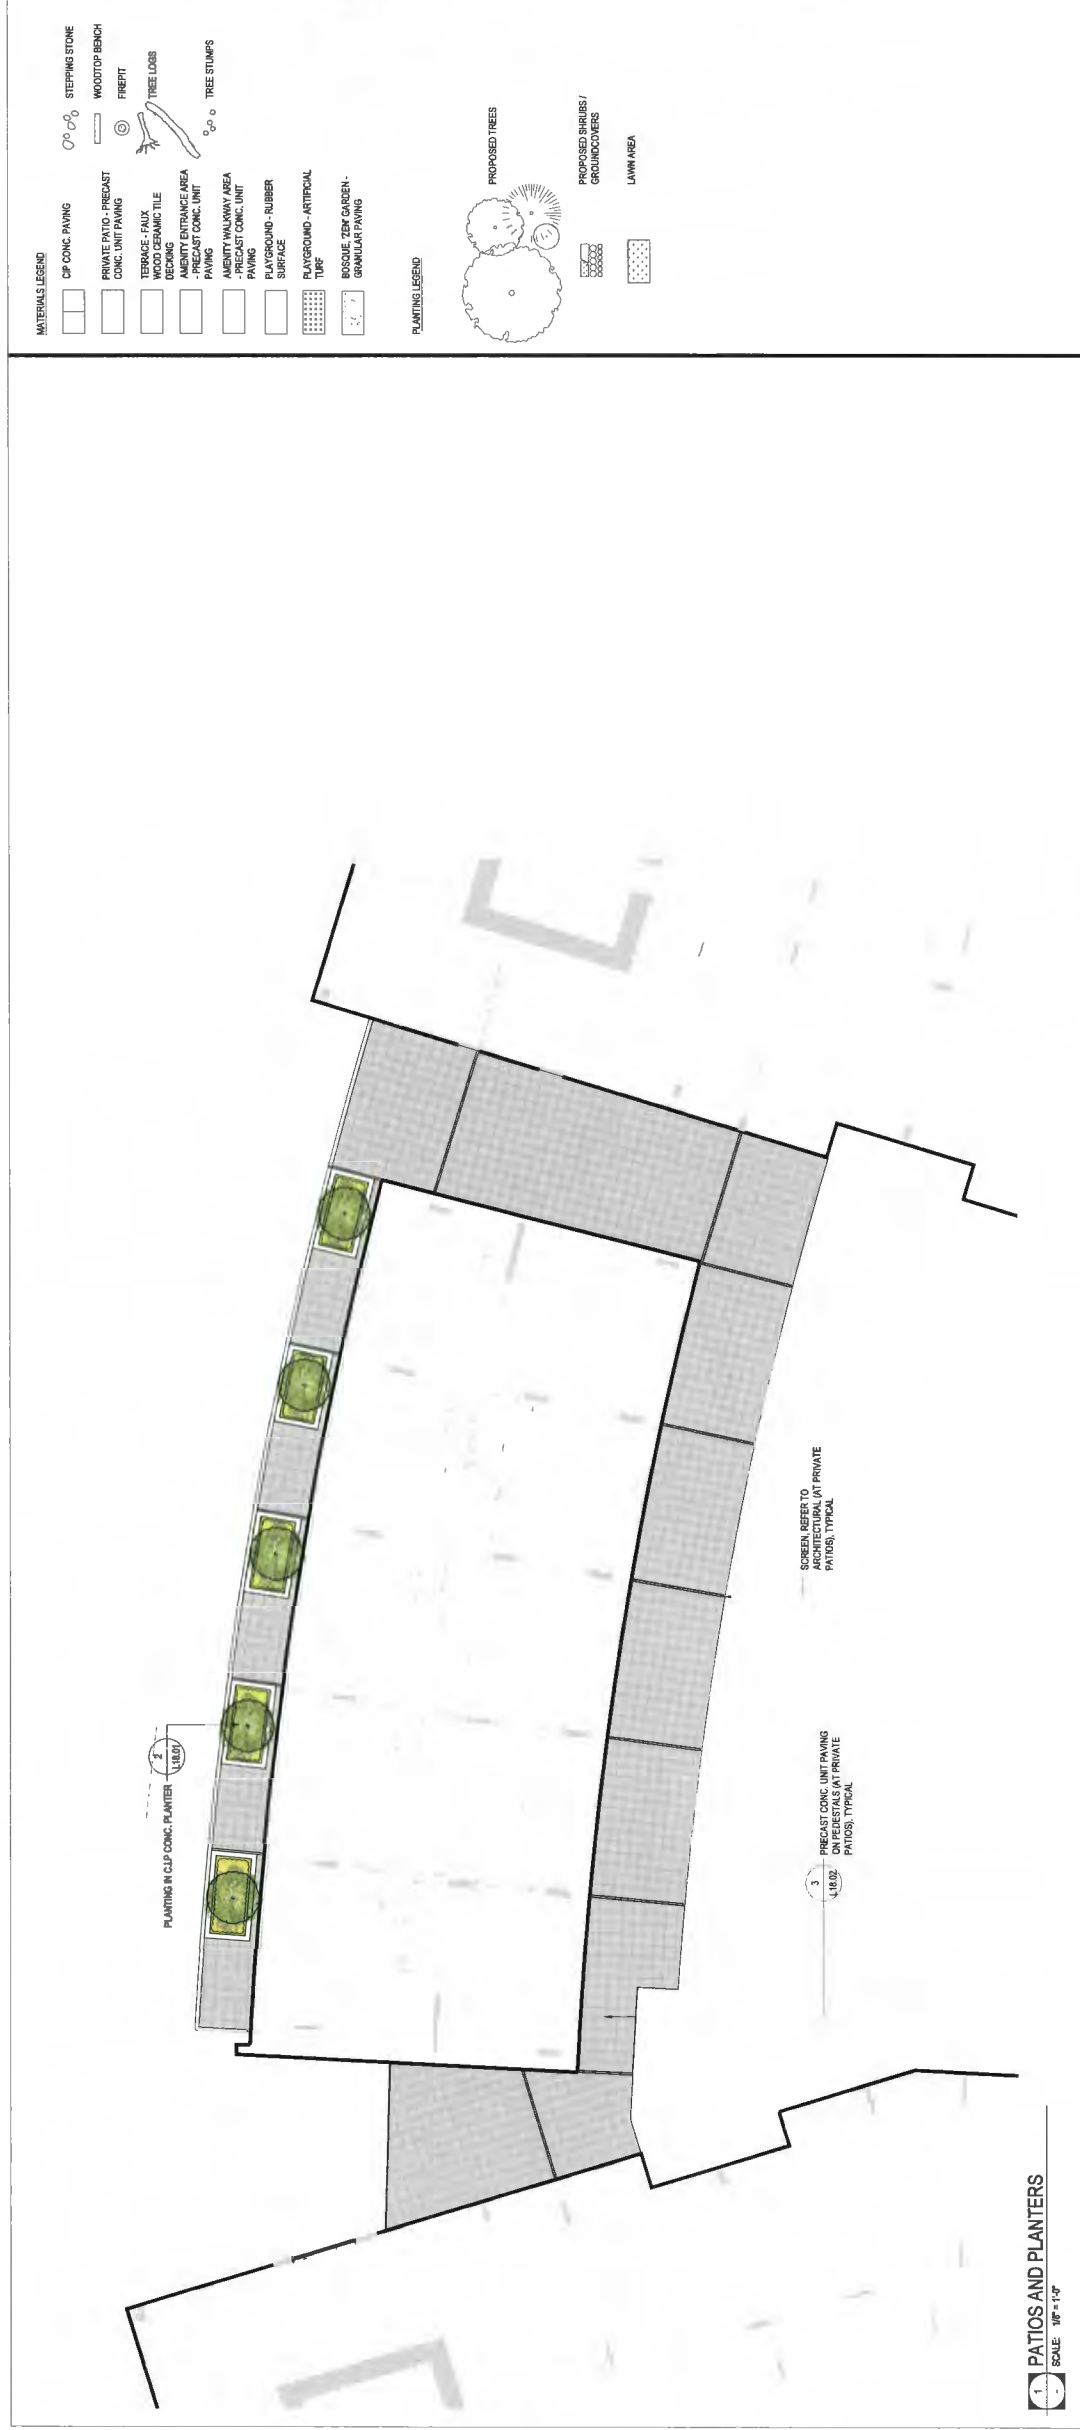 MATERIALS LEGEND
CIP CONC. PAVING
PRIVATE PATIO - PRECAST
CONC. UNIT PAVING
TERRACE - FAUX
WOOD CERAMIC TILE
DECKING
AMENITY ENTRANCE AREA
- PRECAST CONC. UNIT
PAVING
AMENITY WALKWAY AREA
- PRECAST CONC. UNIT
PAVING
PLAYGROUND - RUBBER
SURFACE
PLAYGROUND - ARTIFICIAL
TURF
BOSQUE, 'ZEN' GARDEN -
GRANULAR PAVING
STEPPING STONE
WOODTOP BENCH
FIREPIT
TREE LOGS
TREE STUMPS
PLANTING LEGEND
PROPOSED TREES
PROPOSED SHRUBS /
GROUNDCOVERS
LAWN AREA
PLANTING IN C.I.P CONC. PLANTER
2
L18.01
SCREEN, REFER TO
ARCHITECTURAL (AT PRIVATE
PATIOS), TYPICAL
3
L18.02
PRECAST CONC. UNIT PAVING
ON PEDESTALS (AT PRIVATE
PATIOS), TYPICAL
1
-
PATIOS AND PLANTERS
SCALE: 1/8" = 1'-0"